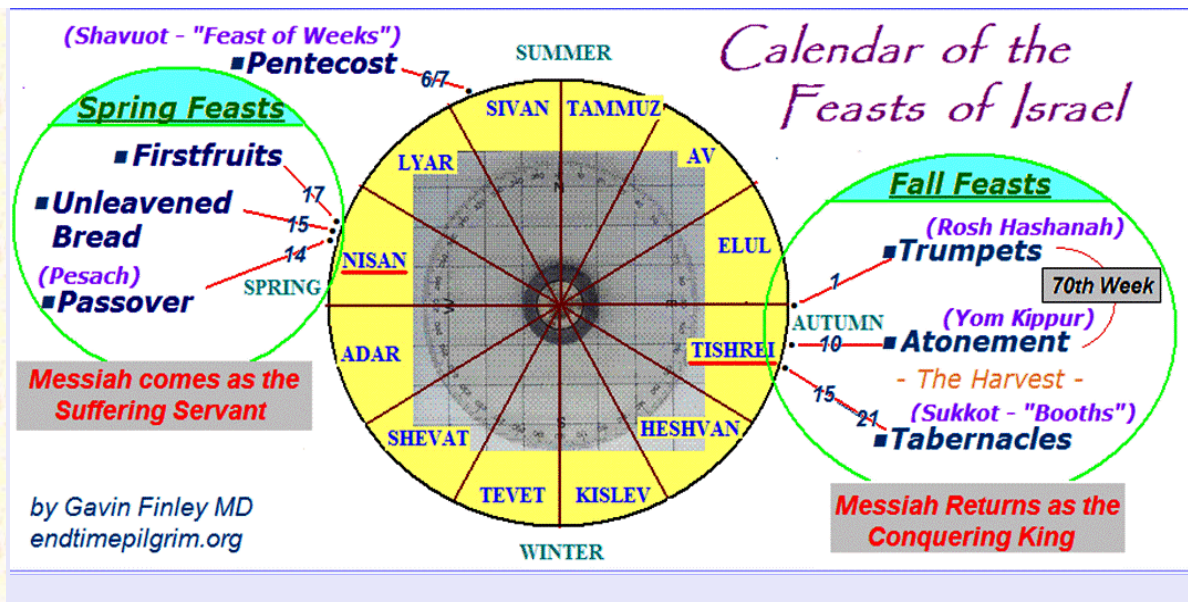 Calendar of the
Feasts of Israel
(Shavuot - "Feast of Weeks")
Pentecost
6/7
Spring Feasts
Firstfruits
17
Unleavened
Bread
15
14
(Pesach)
Passover
SPRING
Messiah comes as the
Suffering Servant
by Gavin Finley MD
endtimepilgrim.org
SUMMER
SIVAN
TAMMUZ
LYAR
AV
NISAN
ELUL
ADAR
TISHREI
SHEVAT
HESHVAN
TEVET
KISLEV
N
W
E
S
WINTER
AUTUMN
Fall Feasts
(Rosh Hashanah)
Trumpets
1
70th Week
(Yom Kippur)
10
Atonement
- The Harvest -
15
21
(Sukkot - "Booths")
Tabernacles
Messiah Returns as the
Conquering King